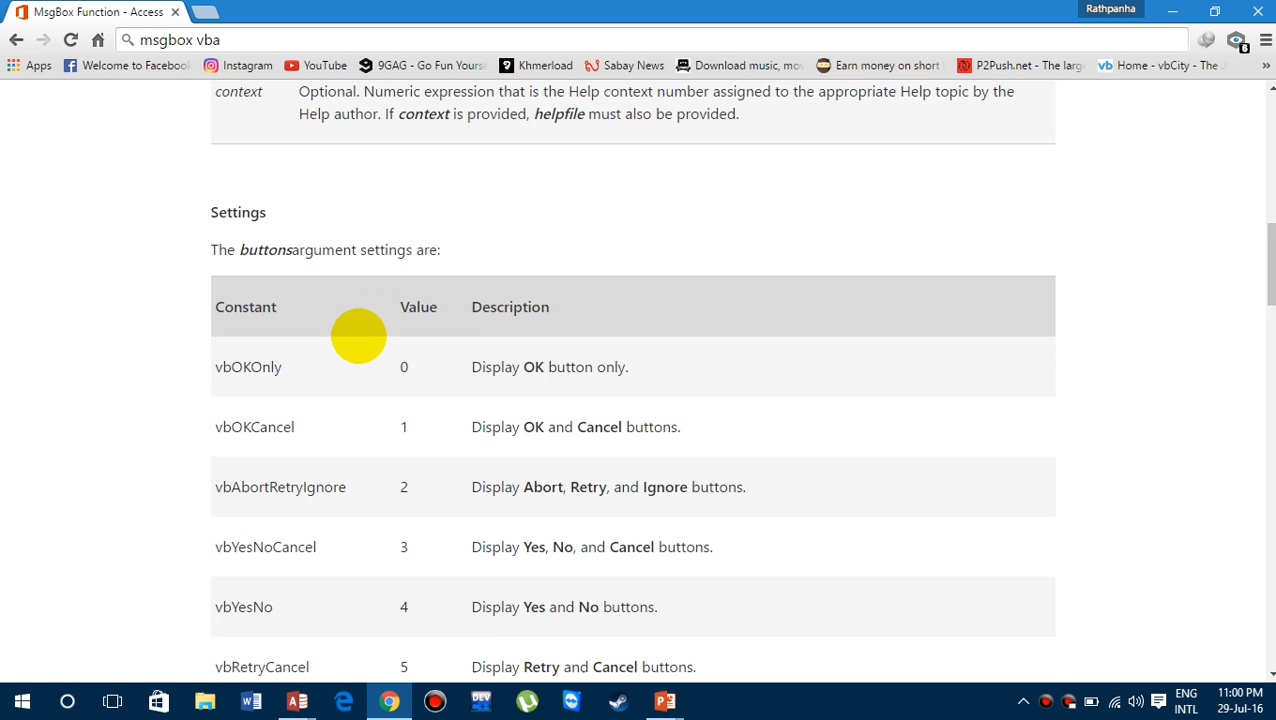 MsgBox Function - Access
Rathpanha
msgbox vba
Apps
Welcome to Facebook
Instagram
YouTube
9GAG - Go Fun Yourse
Khmerload
Sabay News
Download music, mov
Earn money on short
P2Push.net - The larg
Home - vbCity - The
»
6
context Optional. Numeric expression that is the Help context number assigned to the appropriate Help topic by the
Help author. If context is provided, helpfile must also be provided.
Settings
The buttonsargument settings are:
Constant Value Description
vbOKOnly 0 Display OK button only.
vbOKCancel 1 Display OK and Cancel buttons.
vbAbortRetryIgnore 2 Display Abort, Retry, and Ignore buttons.
vbYesNoCancel 3 Display Yes, No, and Cancel buttons.
vbYesNo 4 Display Yes and No buttons.
vbRetryCancel 5 Display Retry and Cancel buttons.
DEV
ENG
INTL
11:00 PM
29-Jul-16